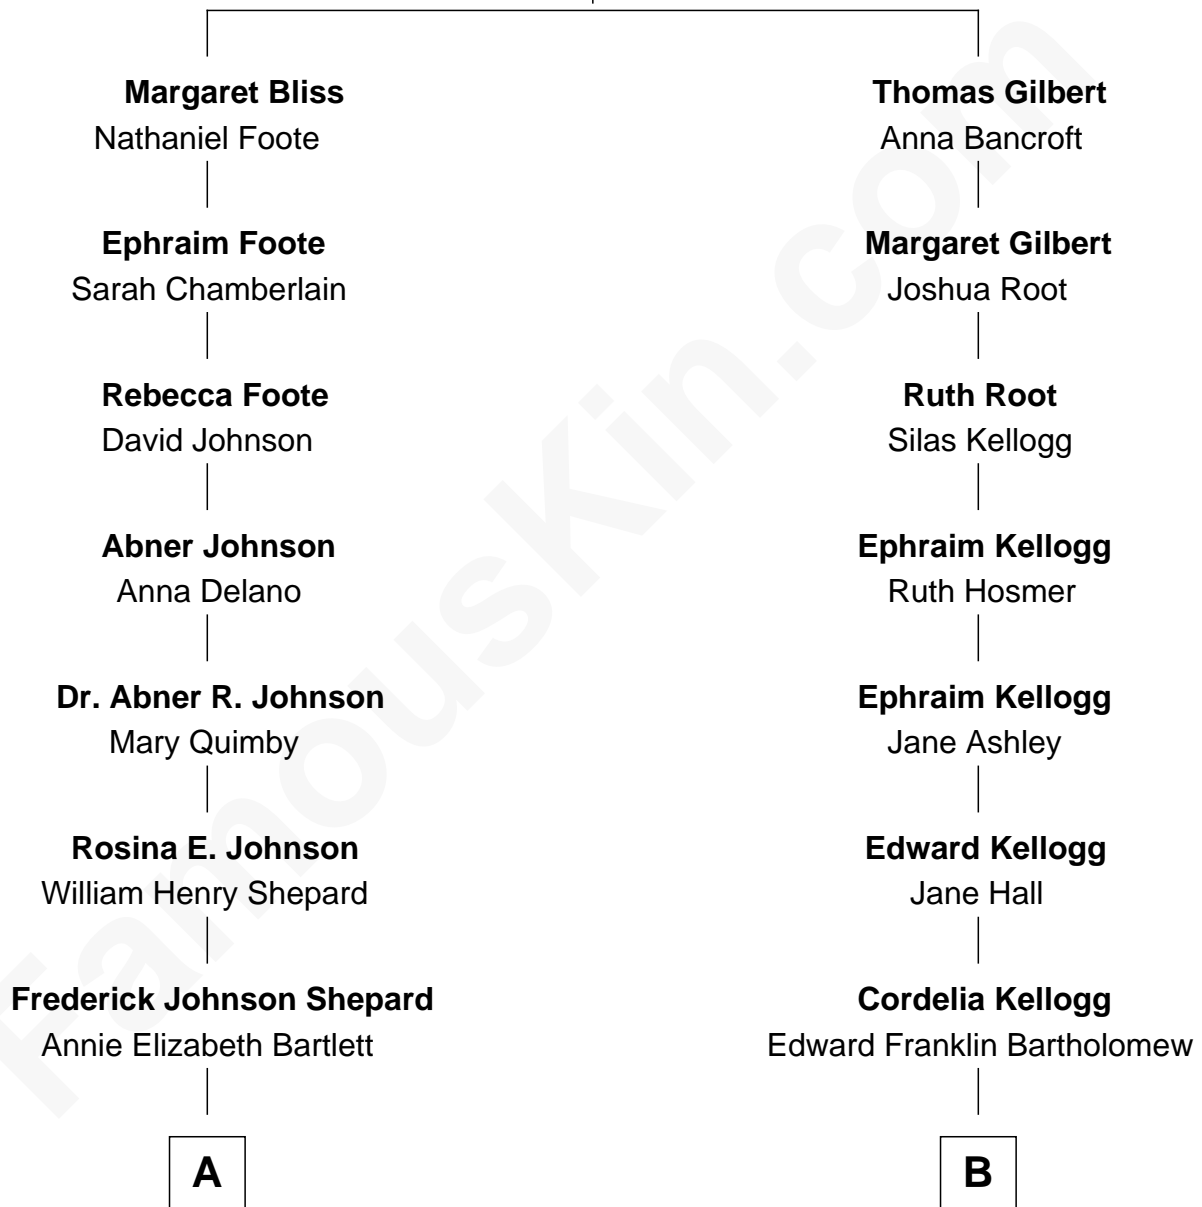 Margaret Bliss
Nathaniel Foote
Ephraim Foote
Sarah Chamberlain
Rebecca Foote
David Johnson
Abner Johnson
Anna Delano
Dr. Abner R. Johnson
Mary Quimby
Rosina E. Johnson
William Henry Shepard
Frederick Johnson Shepard
Annie Elizabeth Bartlett
A
Thomas Gilbert
Anna Bancroft
Margaret Gilbert
Joshua Root
Ruth Root
Silas Kellogg
Ephraim Kellogg
Ruth Hosmer
Ephraim Kellogg
Jane Ashley
Edward Kellogg
Jane Hall
Cordelia Kellogg
Edward Franklin Bartholomew
B
FamousKin.com